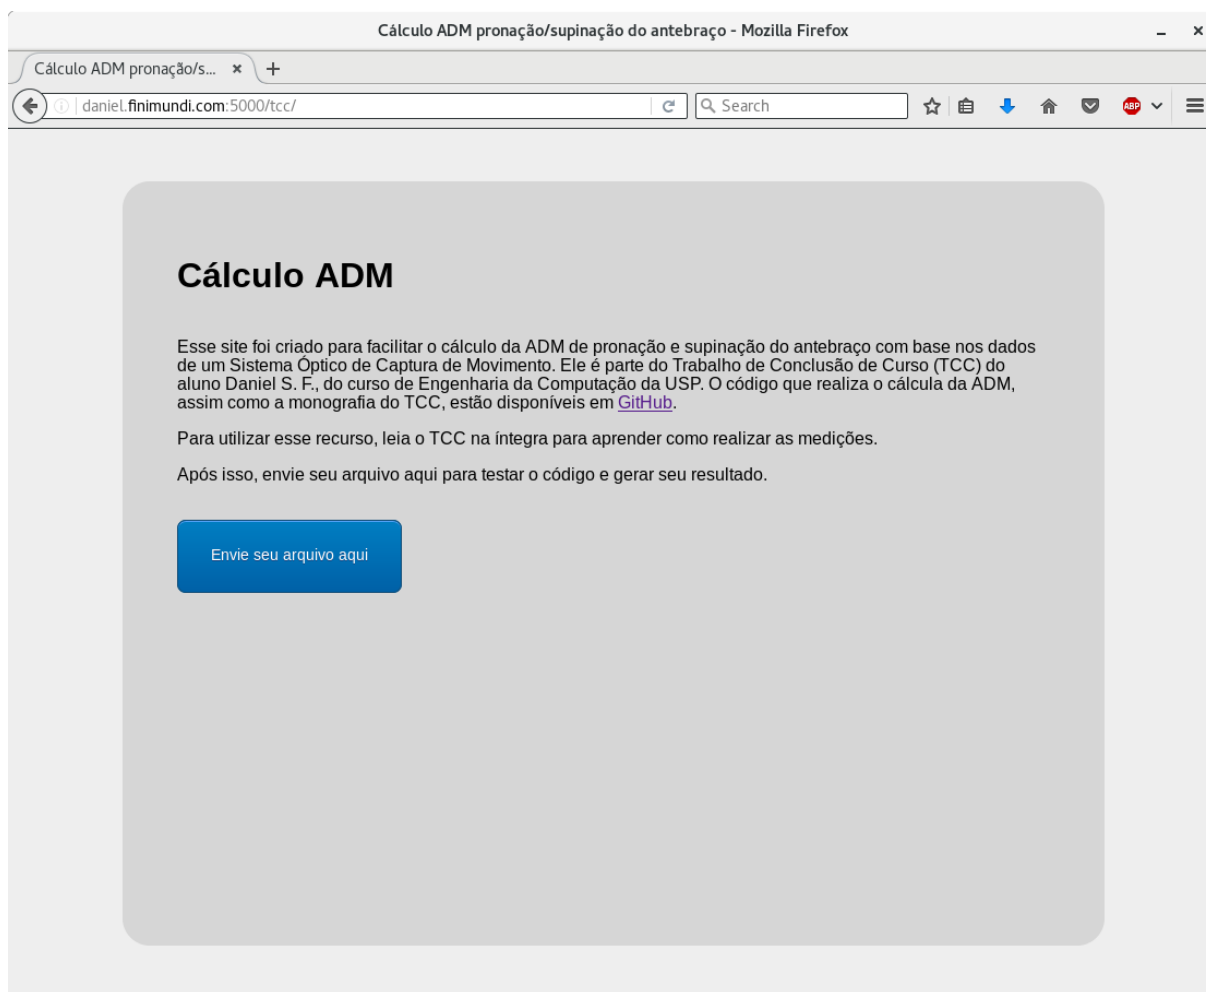 Cálculo ADM pronação/supinação do antebraço - Mozilla Firefox
Cálculo ADM pronação/s...
daniel.finimundi.com:5000/tcc/
Search
ABP
Cálculo ADM
Esse site foi criado para facilitar o cálculo da ADM de pronação e supinação do antebraço com base nos dados
de um Sistema Óptico de Captura de Movimento. Ele é parte do Trabalho de Conclusão de Curso (TCC) do
aluno Daniel S. F., do curso de Engenharia da Computação da USP. O código que realiza o cálcula da ADM,
assim como a monografia do TCC, estão disponíveis em GitHub.
Para utilizar esse recurso, leia o TCC na íntegra para aprender como realizar as medições.
Após isso, envie seu arquivo aqui para testar o código e gerar seu resultado.
Envie seu arquivo aqui